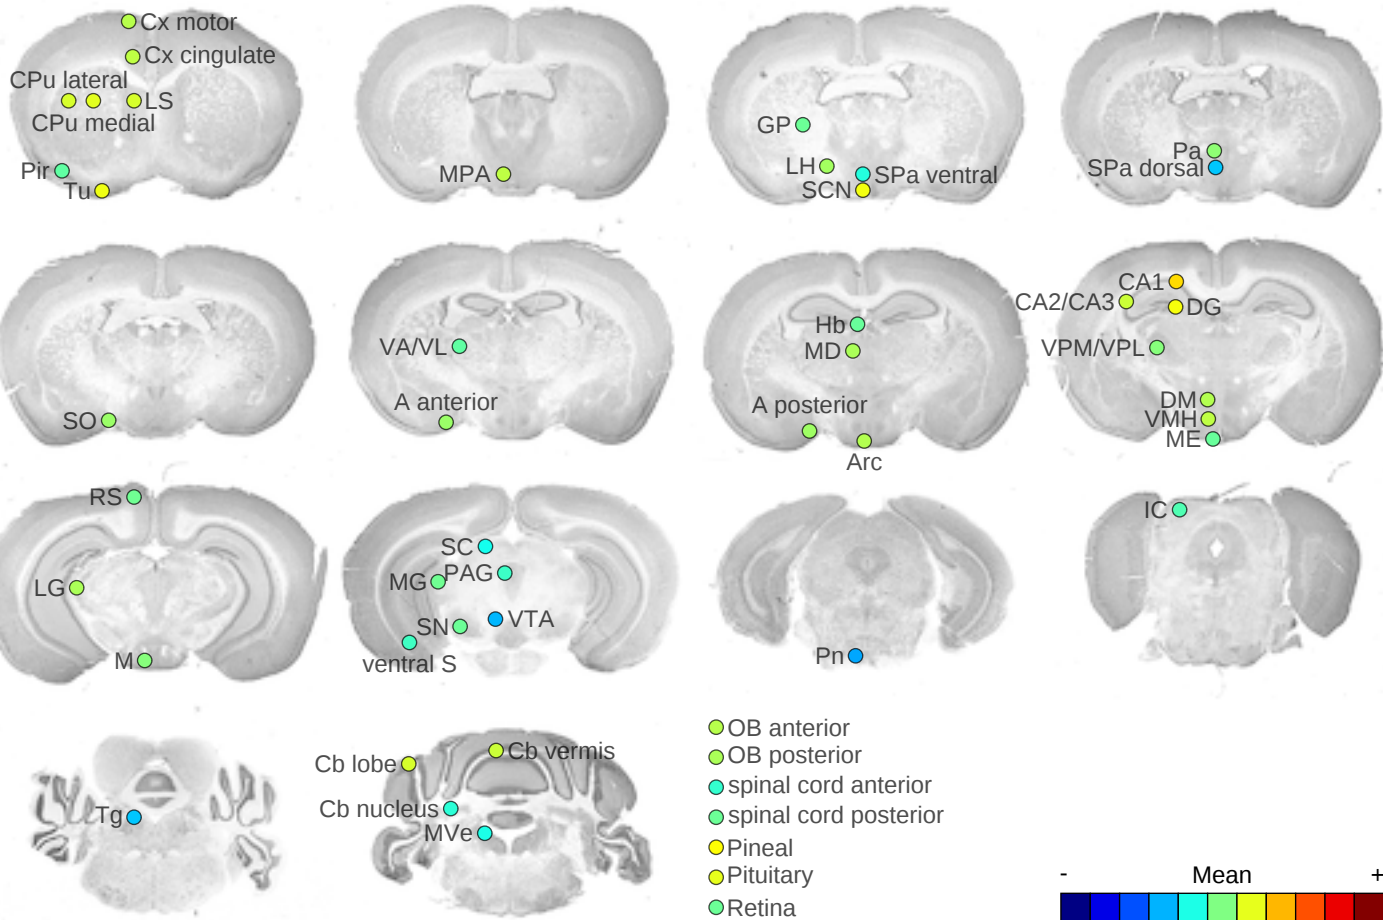 Cx motor
Cx cingulate
CPu lateral
LS
CPu medial
Pir
Tu
MPA
GP
LH
SPa ventral
SCN
Pa
SPa dorsal
SO
VA/VL
A anterior
Hb
MD
A posterior
Arc
CA1
CA2/CA3
DG
VPM/VPL
DM
VMH
ME
RS
LG
M
SC
PAG
MG
VTA
SN
ventral S
Pn
IC
Tg
Cb lobe
Cb vermis
Cb nucleus
MVe
OB anterior
OB posterior
spinal cord anterior
spinal cord posterior
Pineal
Pituitary
Retina
- Mean +